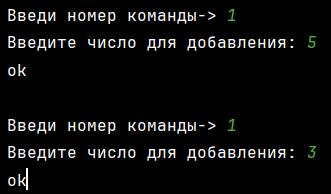 Введи номер команды-> 1
Введите число для добавления: 5
ok
Введи номер команды-> 1
Введите число для добавления: 3
ok